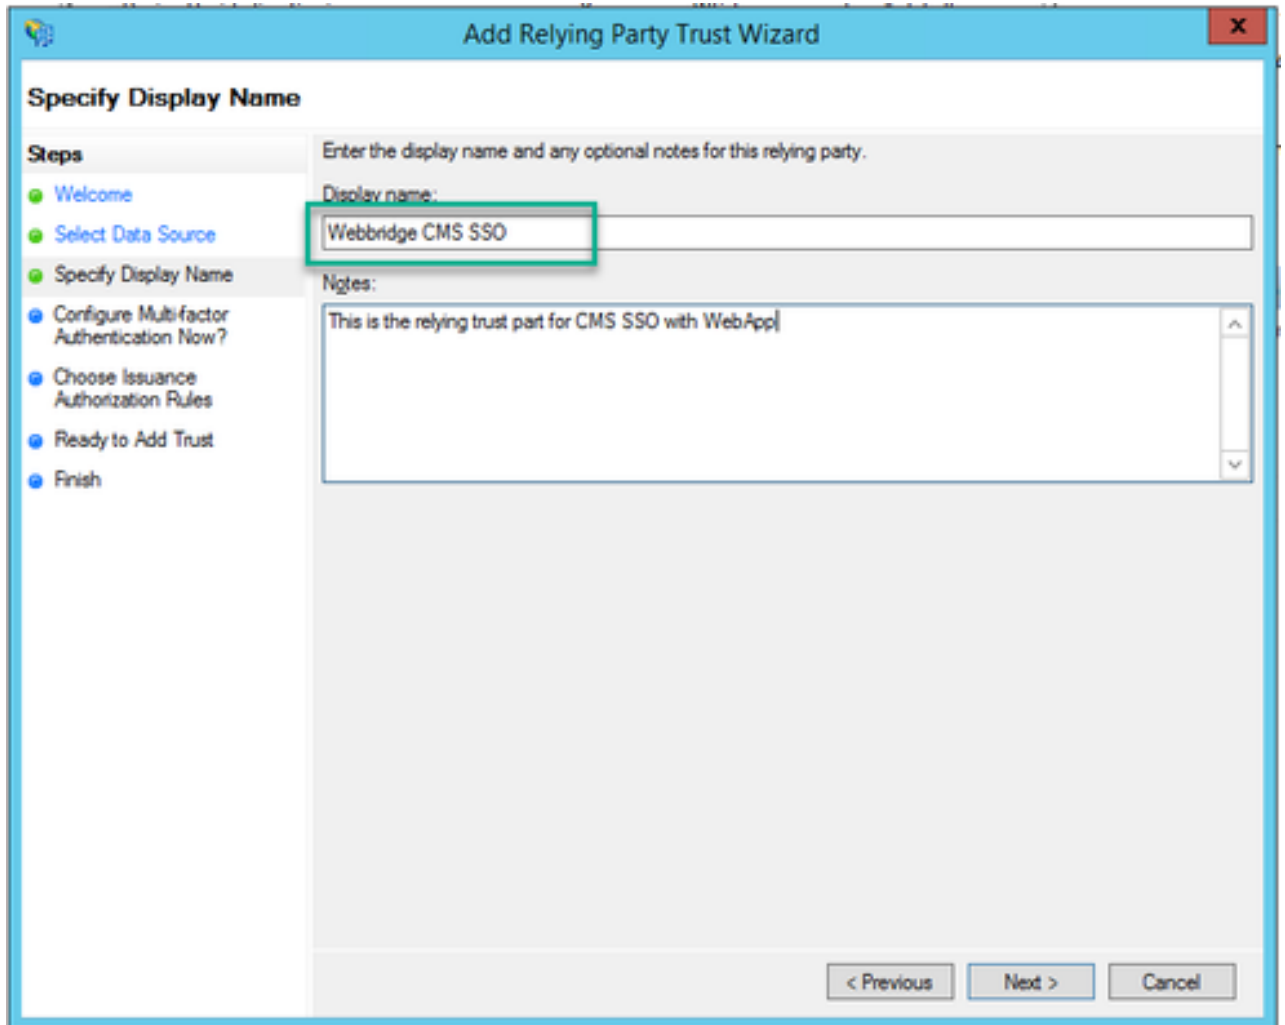 Add Relying Party Trust Wizard
X
Specify Display Name
Steps
Welcome
Select Data Source
Specify Display Name
Configure Multi-factor
Authentication Now?
Choose Issuance
Authorization Rules
Ready to Add Trust
Finish
Enter the display name and any optional notes for this relying party.
Display name:
Webbridge CMS SSO
Notes:
This is the relying trust part for CMS SSO with WebApp
< Previous
Next >
Cancel